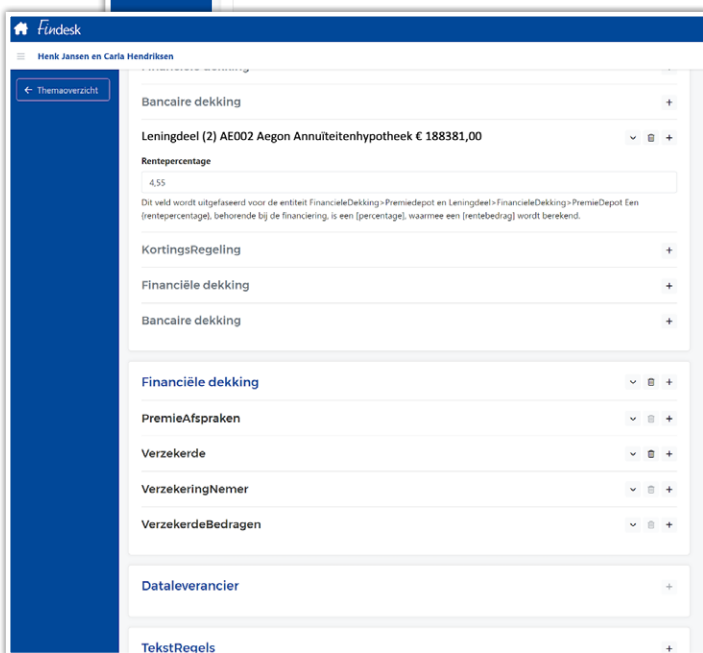 Findesk
Henk Jansen en Carla Hendriksen
← Themaoverzicht
Bancaire dekking
Leningdeel (2) AE002 Aegon Annuïteitenhypotheek € 188381,00
Rentepercentage
4,55
Dit veld wordt uitgefaseerd voor de entiteit FinancieleDekking>Premiedepot en Leningdeel>FinancieleDekking>PremieDepot Een
(rentepercentage), behorende bij de financiering, is een [percentage], waarmee een [rentebedrag] wordt berekend.
KortingsRegeling
Financiële dekking
Bancaire dekking
Financiële dekking
PremieAfspraken
Verzekerde
VerzekeringNemer
VerzekerdeBedragen
Dataleverancier
TekstRegels